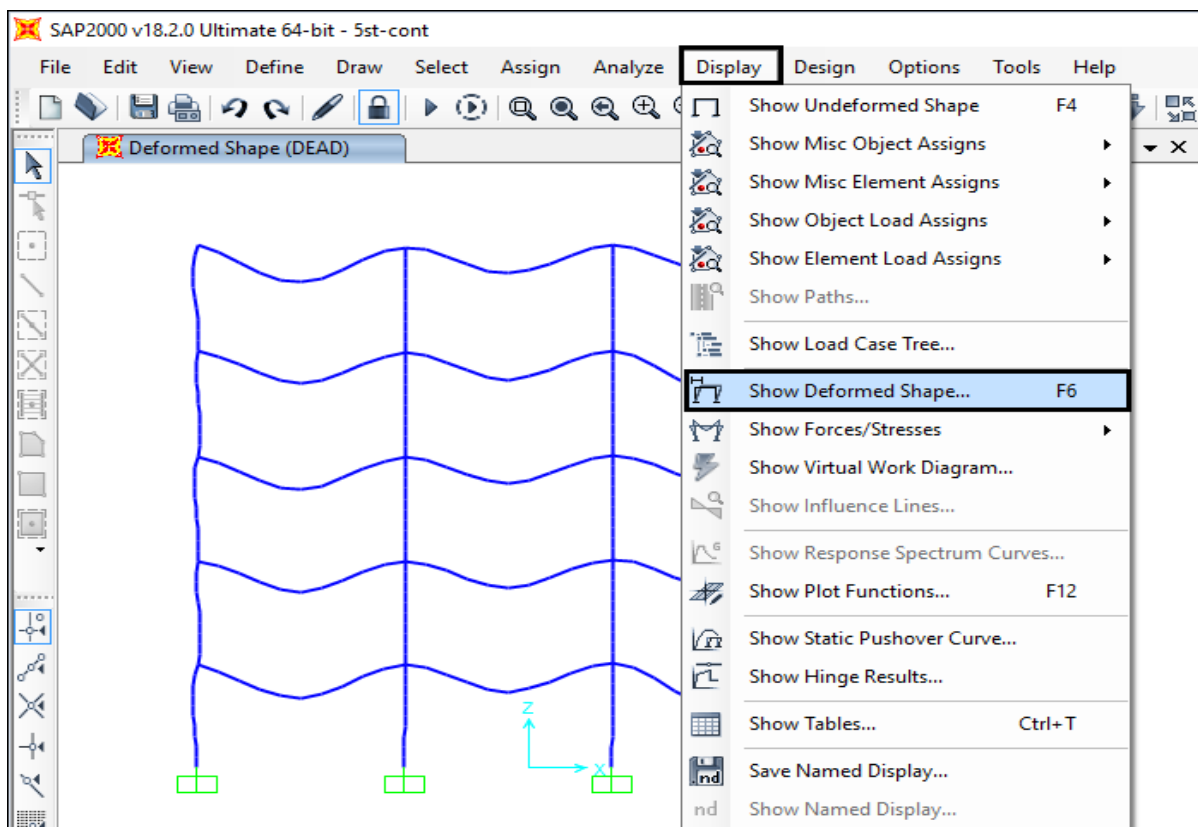 SAP2000 v18.2.0 Ultimate 64-bit - 5st-cont
File Edit View Define Draw Select Assign Analyze Display Design Options Tools Help
Deformed Shape (DEAD)
Show Undeformed Shape F4
Show Misc Object Assigns
Show Misc Element Assigns
Show Object Load Assigns
Show Element Load Assigns
Show Paths...
Show Load Case Tree...
Show Deformed Shape... F6
Show Forces/Stresses
Show Virtual Work Diagram...
Show Influence Lines...
Show Response Spectrum Curves...
Show Plot Functions... F12
Show Static Pushover Curve...
Show Hinge Results...
Show Tables... Ctrl+T
.nd Save Named Display...
nd Show Named Display...
Z
X